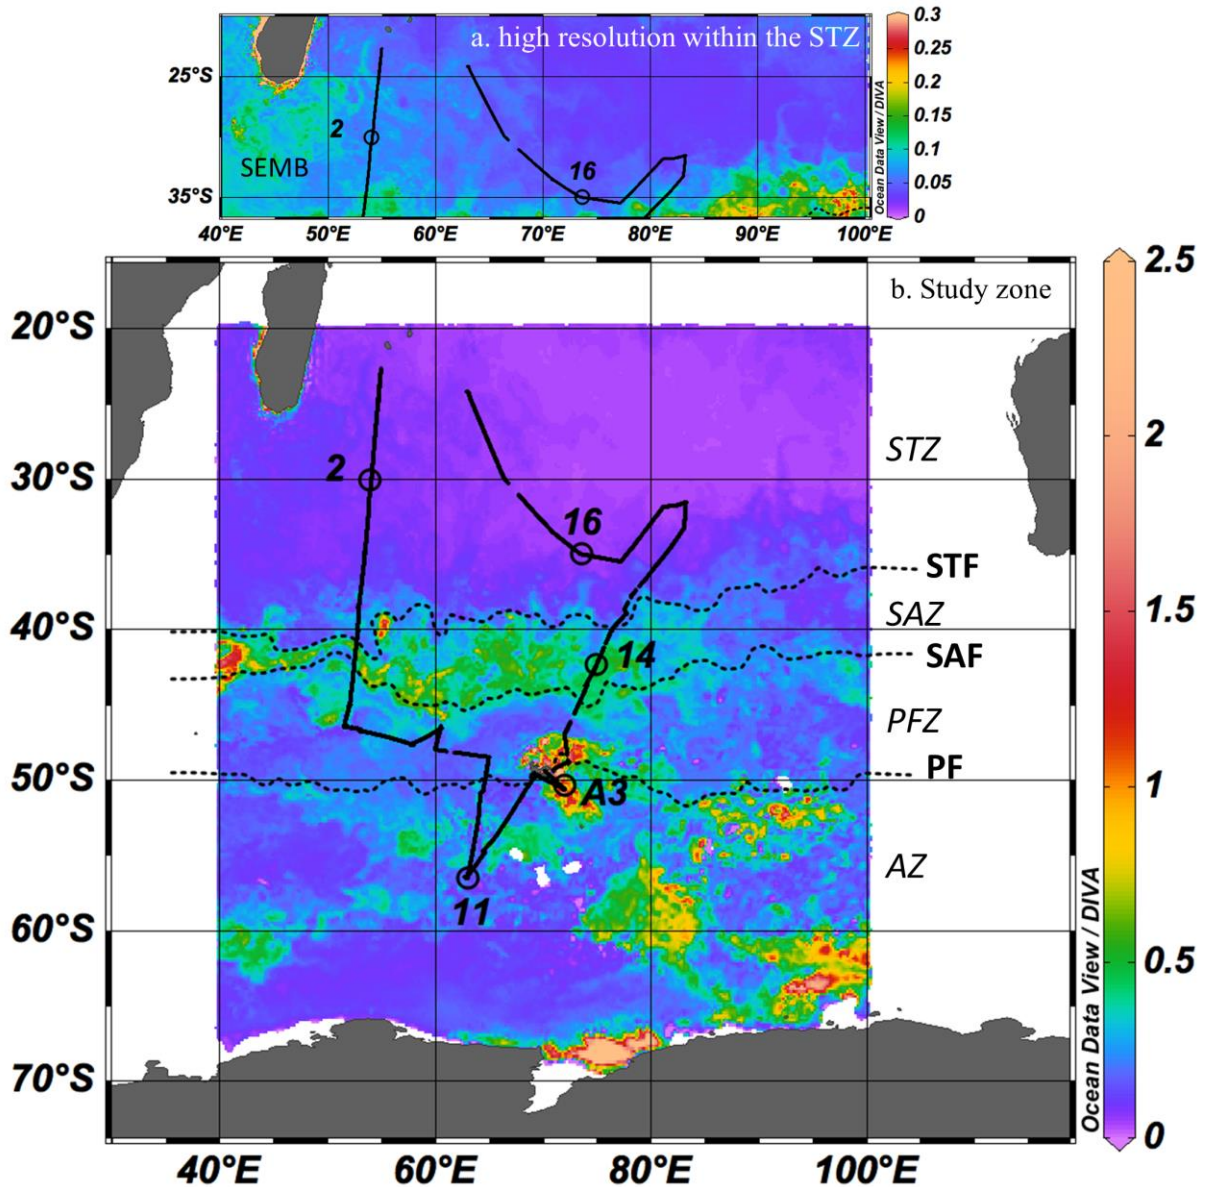 a. high resolution within the STZ
25°S
35°S
SEMB
2
16
40°E 50°E 60°E 70°E 80°E 90°E 100°E
0.3
0.25
0.2
0.15
0.1
0.05
0
Ocean Data View / DIVA
b. Study zone
20°S
30°S
40°S
50°S
60°S
70°S
2
16
14
A3
11
STZ
STF
SAZ
SAF
PFZ
PF
AZ
40°E 60°E 80°E 100°E
2.5
2
1.5
1
0.5
0
Ocean Data View / DIVA